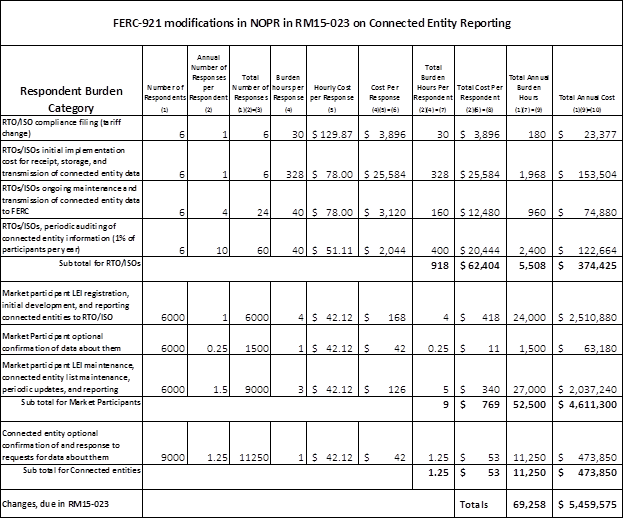 FERC-921 modifications in NOPR in RM15-023 on Connected Entity Reporting
Respondent Burden Category
Number of Respondents (1)
Annual Number of Responses per Respondent (2)
Total Number of Responses (1)(2)=(3)
Burden hours per Response (4)
Hourly Cost per Response (5)
Cost Per Response (4)(5)=(6)
Total Burden Hours Per Respondent (2)(4)=(7)
Total Cost Per Respondent (2)(6)=(8)
Total Annual Burden Hours (1)(7)=(9)
Total Annual Cost (1)(9)=(10)
RTO/ISO compliance filing (tariff change) 6 1 6 30 $ 129.87 $ 3,896 30 $ 3,896 180 $ 23,377
RTOs/ISOs initial implementation cost for receipt, storage, and transmission of connected entity data 6 1 6 328 $ 78.00 $ 25,584 328 $ 25,584 1,968 $ 153,504
RTOs/ISOs ongoing maintenance and transmission of connected entity data to FERC 6 4 24 40 $ 78.00 $ 3,120 160 $ 12,480 960 $ 74,880
RTOs/ISOs, periodic auditing of connected entity information (1% of participants per year) 6 10 60 40 $ 51.11 $ 2,044 400 $ 20,444 2,400 $ 122,664
Subtotal for RTO/ISOs 918 $ 62,404 5,508 $ 374,425
Market participant LEI registration, initial development, and reporting connected entities to RTO/ISO 6000 1 6000 4 $ 42.12 $ 168 4 $ 418 24,000 $ 2,510,880
Market Participant optional confirmation of data about them 6000 0.25 1500 1 $ 42.12 $ 42 0.25 $ 11 1,500 $ 63,180
Market participant LEI maintenance, connected entity list maintenance, periodic updates, and reporting 6000 1.5 9000 3 $ 42.12 $ 126 5 $ 340 27,000 $ 2,037,240
Sub total for Market Participants 9 $ 769 52,500 $ 4,611,300
Connected entity optional confirmation of and response to requests for data about them 9000 1.25 11250 1 $ 42.12 $ 42 1.25 $ 53 11,250 $ 473,850
Sub total for Connected entities 1.25 $ 53 11,250 $ 473,850
Changes, due in RM15-023 Totals 69,258 $ 5,459,575